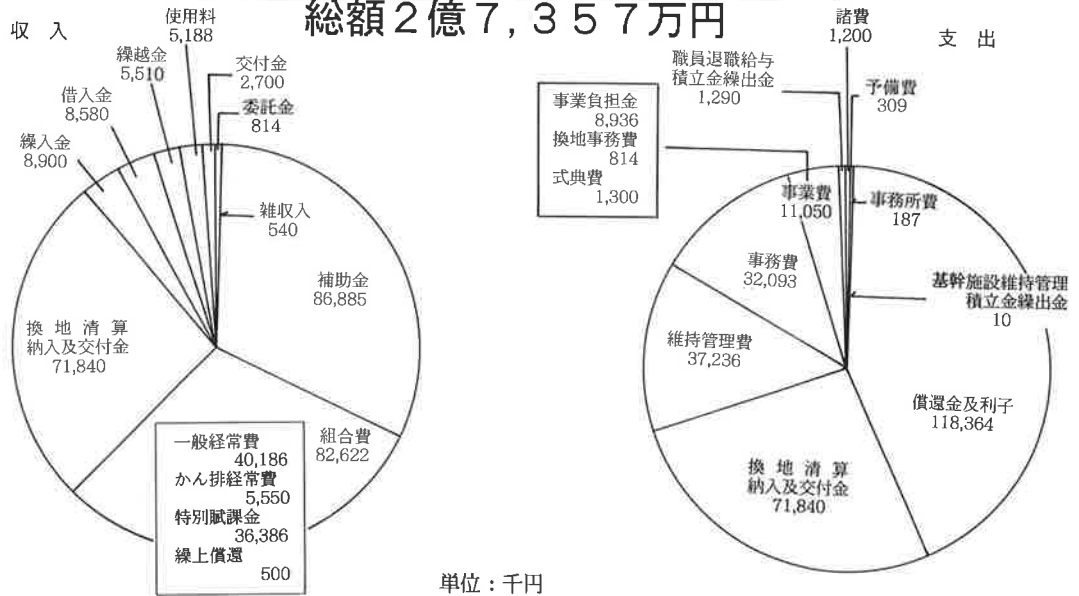 総額2億7,357万円
収入
使用料
5,188
繰越金
5,510
交付金
2,700
借入金
8,580
委託金
814
繰入金
8,900
雑収入
540
補助金
86,885
換地清算
納入及交付金
71,840
組合費
82,622
一般経常費
40,186
かん排経常費
5,550
特別賦課金
36,386
繰上償還
500
単位:千円
支出
諸費
1,200
職員退職給与
積立金繰出金
1,290
予備費
309
事業負担金
8,936
換地事務費
814
式典費
1,300
事業費
11,050
事務所費
187
事務費
32,093
基幹施設維持管理
積立金繰出金
10
維持管理費
37,236
償還金及利子
118,364
換地清算
納入及交付金
71,840